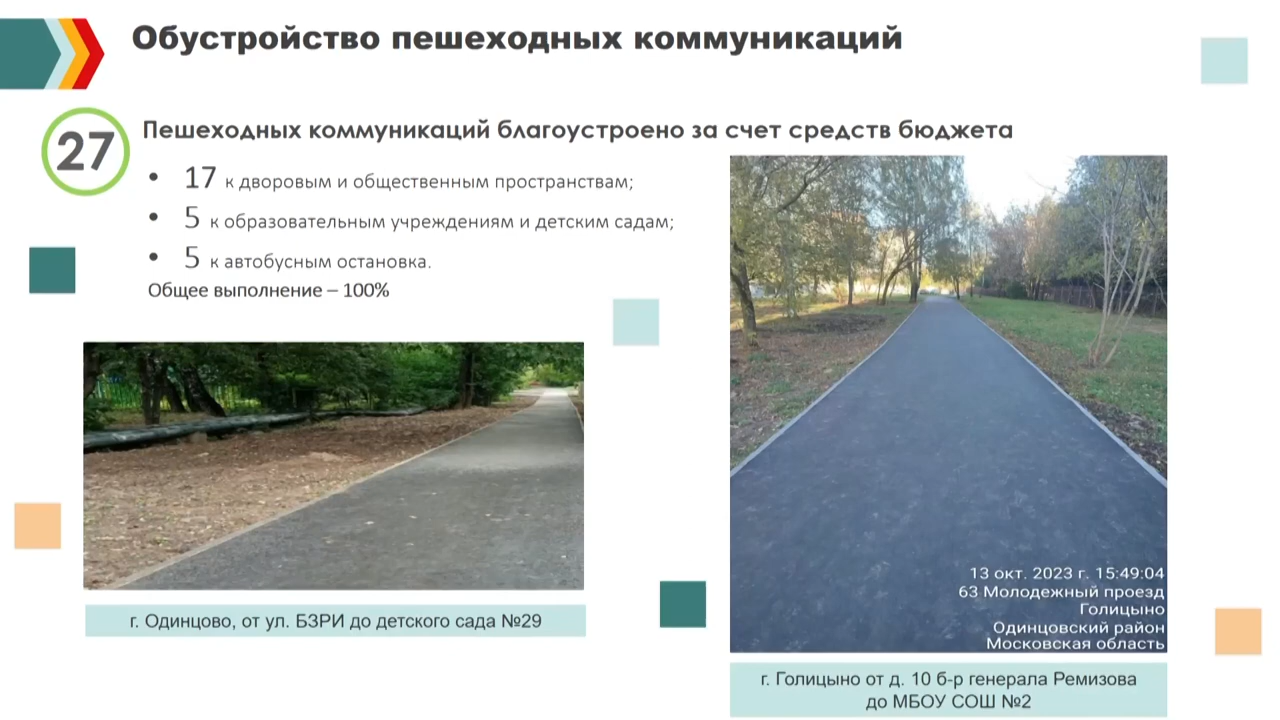 Обустройство пешеходных коммуникаций
27
Пешеходных коммуникаций благоустроено за счет средств бюджета
• 17 к дворовым и общественным пространствам;
• 5 к образовательным учреждениям и детским садам;
• 5 к автобусным остановка.
Общее выполнение – 100%
г. Одинцово, от ул. БЗРИ до детского сада №29
13 окт. 2023 г. 15:49:04
63 Молодежный проезд
Голицыно
Одинцовский район
Московская область
г. Голицыно от д. 10 б-р генерала Ремизова
до МБОУ СОШ №2